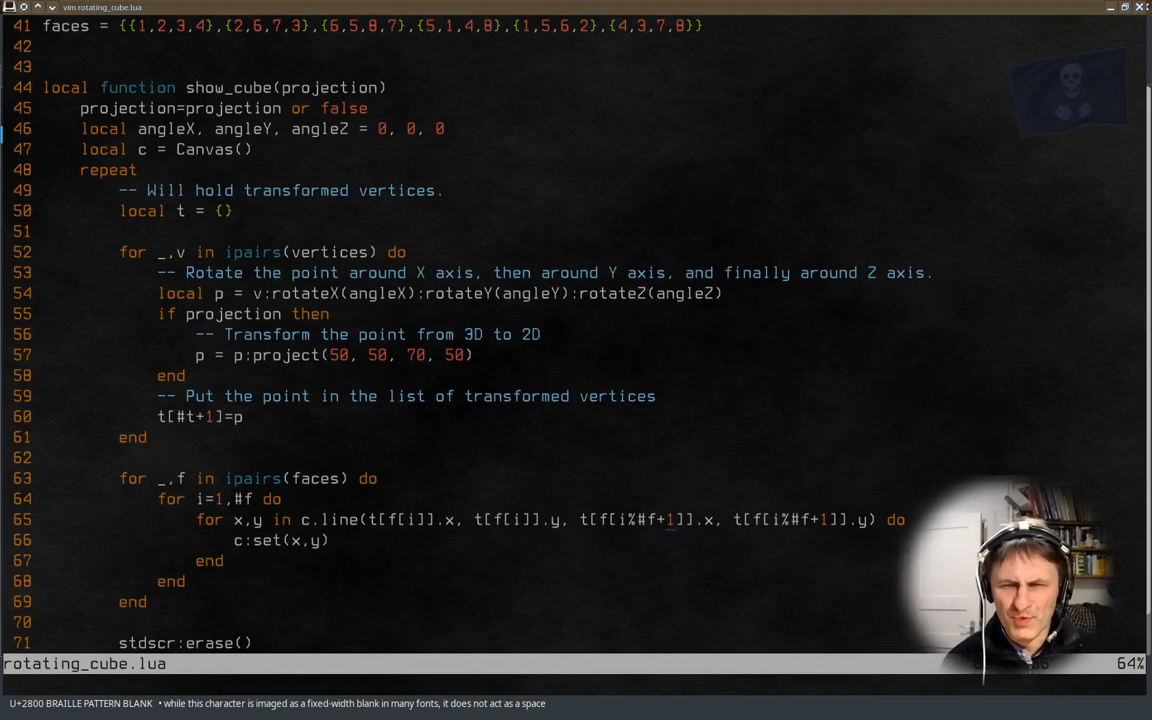 vim rotating_cube.lua
41 faces = {{1,2,3,4},{2,6,7,3},{6,5,8,7},{5,1,4,8},{1,5,6,2},{4,3,7,8}}
42
43
44 local function show_cube(projection)
45     projection=projection or false
46     local angleX, angleY, angleZ = 0, 0, 0
47     local c = Canvas()
48     repeat
49         -- Will hold transformed vertices.
50         local t = {}
51
52         for _,v in ipairs(vertices) do
53             -- Rotate the point around X axis, then around Y axis, and finally around Z axis.
54             local p = v:rotateX(angleX):rotateY(angleY):rotateZ(angleZ)
55             if projection then
56                 -- Transform the point from 3D to 2D
57                 p = p:project(50, 50, 70, 50)
58             end
59             -- Put the point in the list of transformed vertices
60             t[#t+1]=p
61         end
62
63         for _,f in ipairs(faces) do
64             for i=1,#f do
65                 for x,y in c.line(t[f[i]].x, t[f[i]].y, t[f[i%#f+1]].x, t[f[i%#f+1]].y) do
66                     c:set(x,y)
67                 end
68             end
69         end
70
71         stdscr:erase()
rotating_cube.lua 64%
U+2800 BRAILLE PATTERN BLANK • while this character is imaged as a fixed-width blank in many fonts, it does not act as a space